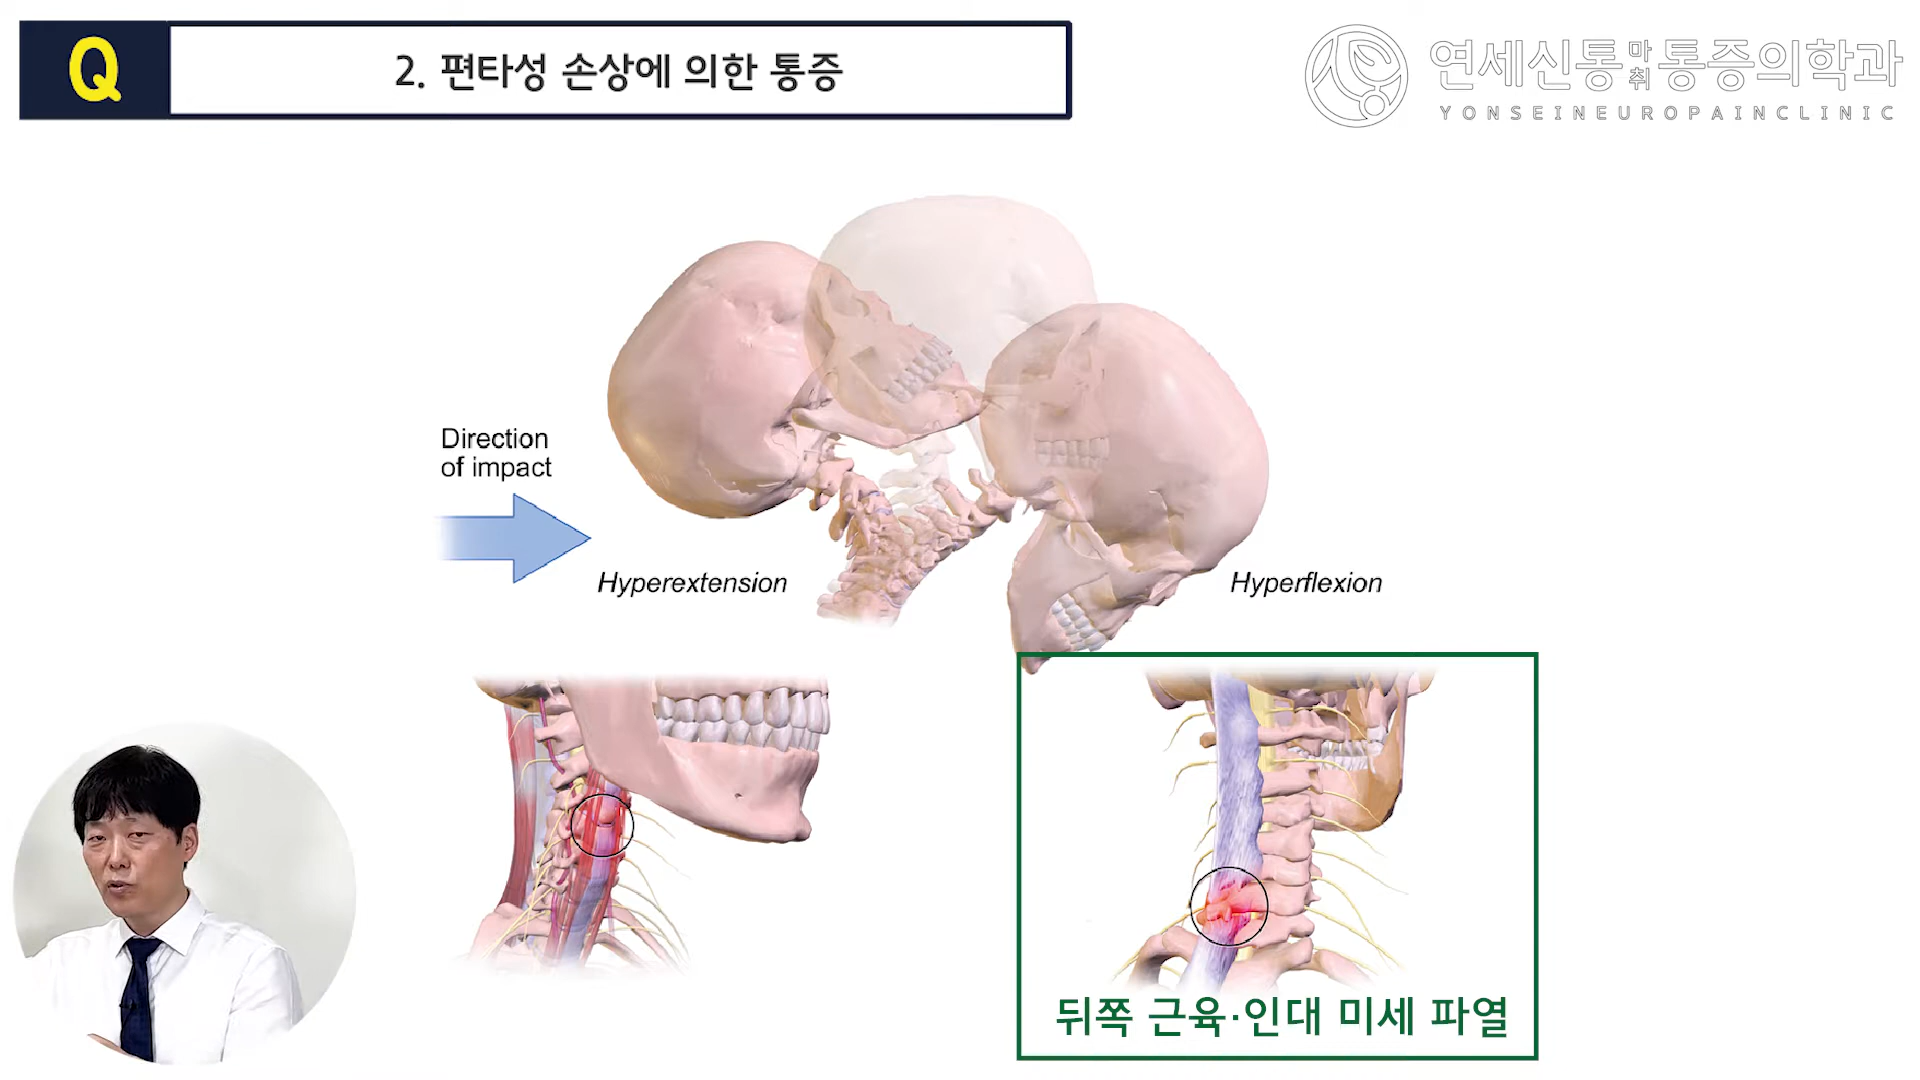 Q
2. 편타성 손상에 의한 통증
연세신통마취통증의학과
YONSEINEUROPAINCLINIC
Direction
of impact
Hyperextension
Hyperflexion
뒤쪽 근육·인대 미세 파열